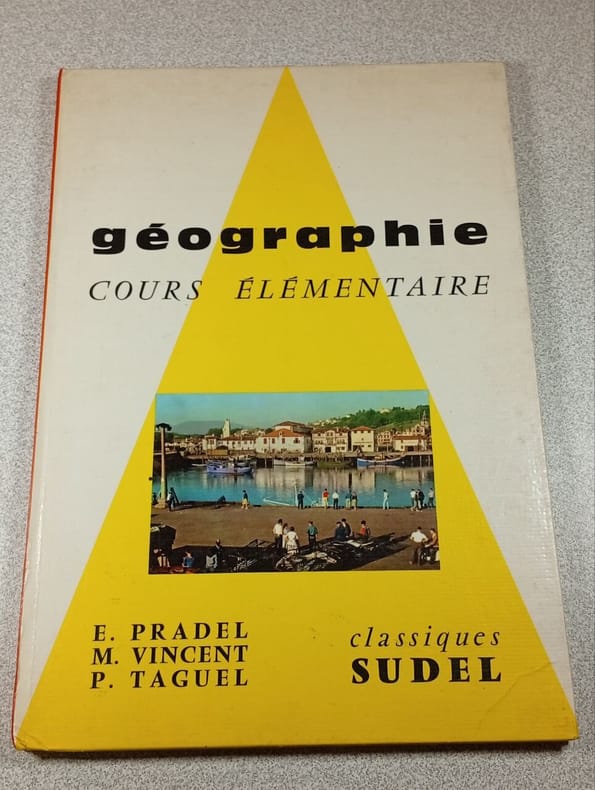 géographie
COURS ÉLÉMENTAIRE
E. PRADEL
M. VINCENT
P. TAGUEL
classiques
SUDEL